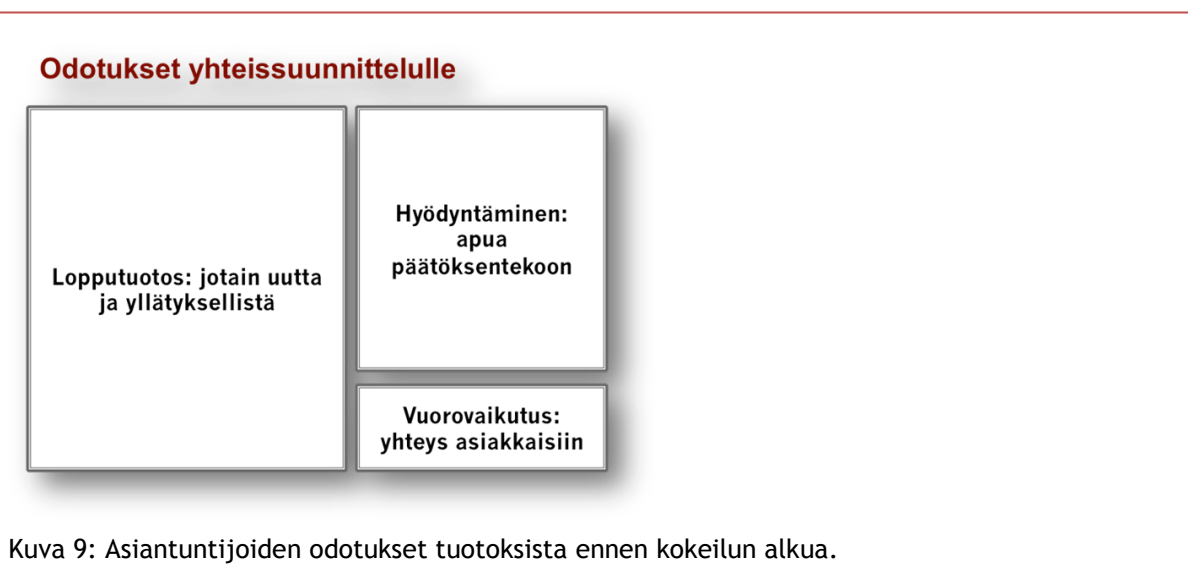 Odotukset yhteissuunnittelulle
Lopputuotos: jotain uutta
ja yllätyksellistä
Hyödyntäminen:
apua
päätöksentekoon
Vuorovaikutus:
yhteys asiakkaisiin
Kuva 9: Asiantuntijoiden odotukset tuotoksista ennen kokeilun alkua.